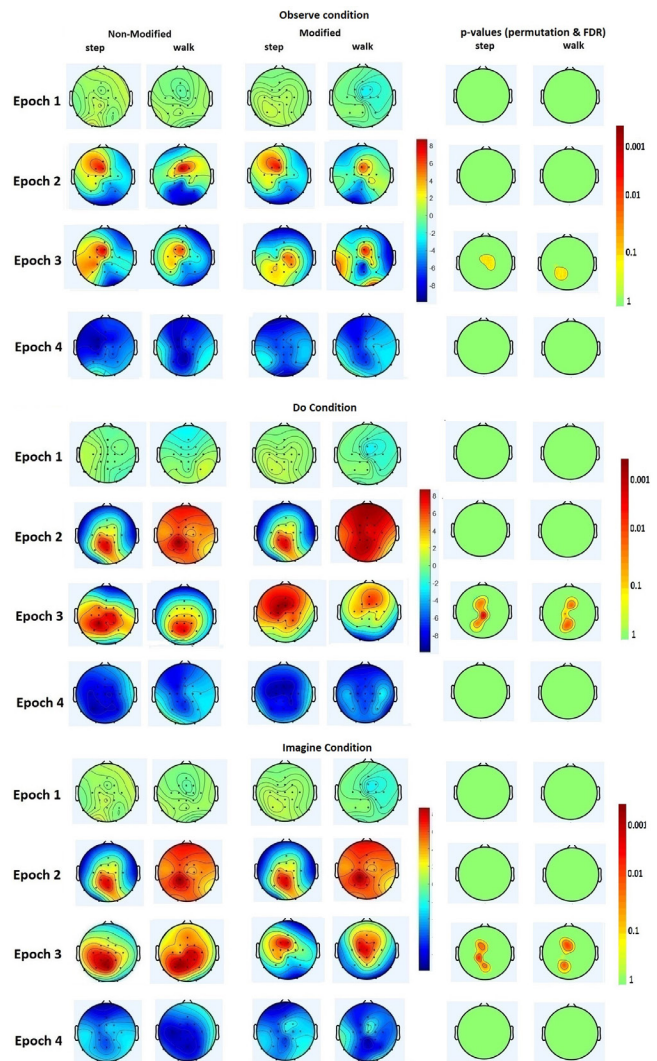 Observe condition
Non-Modified Modified p-values (permutation & FDR)
step walk step walk step walk
Epoch 1
Epoch 2
8
6
4
2
0
-2
-4
-6
-8
0.001
0.01
0.1
1
Epoch 3
Epoch 4
Do Condition
Epoch 1
Epoch 2
8
6
4
2
0
-2
-4
-6
-8
0.001
0.01
0.1
1
Epoch 3
Epoch 4
Imagine Condition
Epoch 1
Epoch 2
0.001
0.01
0.1
1
Epoch 3
Epoch 4